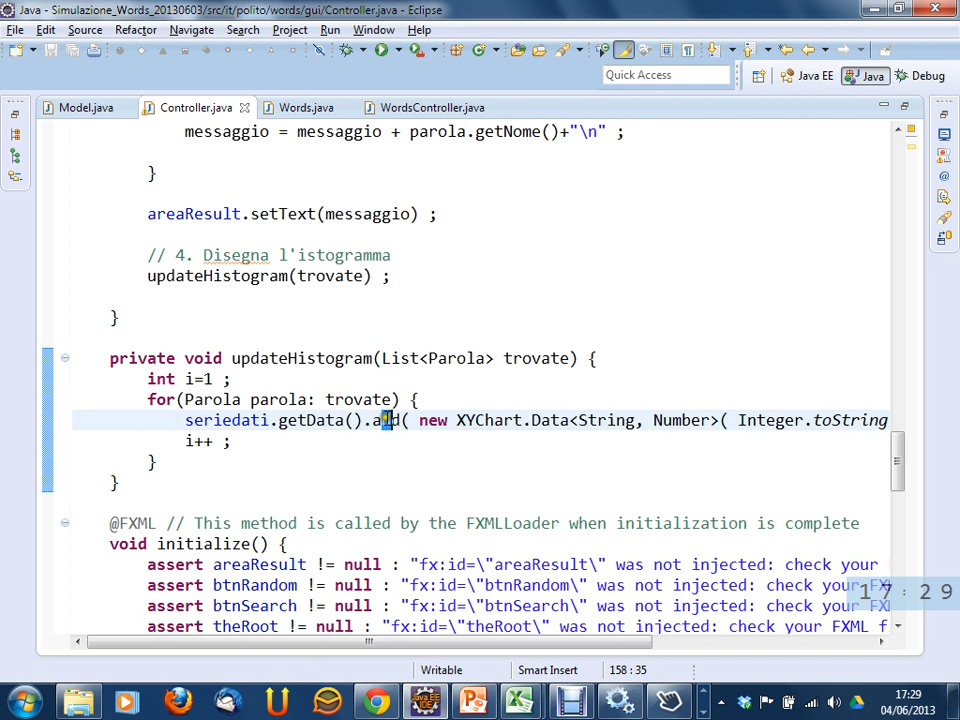 Java - Simulazione_Words_20130603/src/it/polito/words/gui/Controller.java - Eclipse
File Edit Source Refactor Navigate Search Project Run Window Help
Quick Access
Java EE Java Debug
Model.java Controller.java Words.java WordsController.java
messaggio = messaggio + parola.getNome()+"\n" ;
}
areaResult.setText(messaggio) ;
// 4. Disegna l'istogramma
updateHistogram(trovate) ;
}
private void updateHistogram(List<Parola> trovate) {
int i=1 ;
for(Parola parola: trovate) {
seriedati.getData().add( new XYChart.Data<String, Number>( Integer.toString
i++ ;
}
}
@FXML // This method is called by the FXMLLoader when initialization is complete
void initialize() {
assert areaResult != null : "fx:id=\"areaResult\" was not injected: check your
assert btnRandom != null : "fx:id=\"btnRandom\" was not injected: check your FX
assert btnSearch != null : "fx:id=\"btnSearch\" was not injected: check your FX
assert theRoot != null : "fx:id=\"theRoot\" was not injected: check your FXML f
17:29
Writable Smart Insert 158 : 35
17:29
04/06/2013